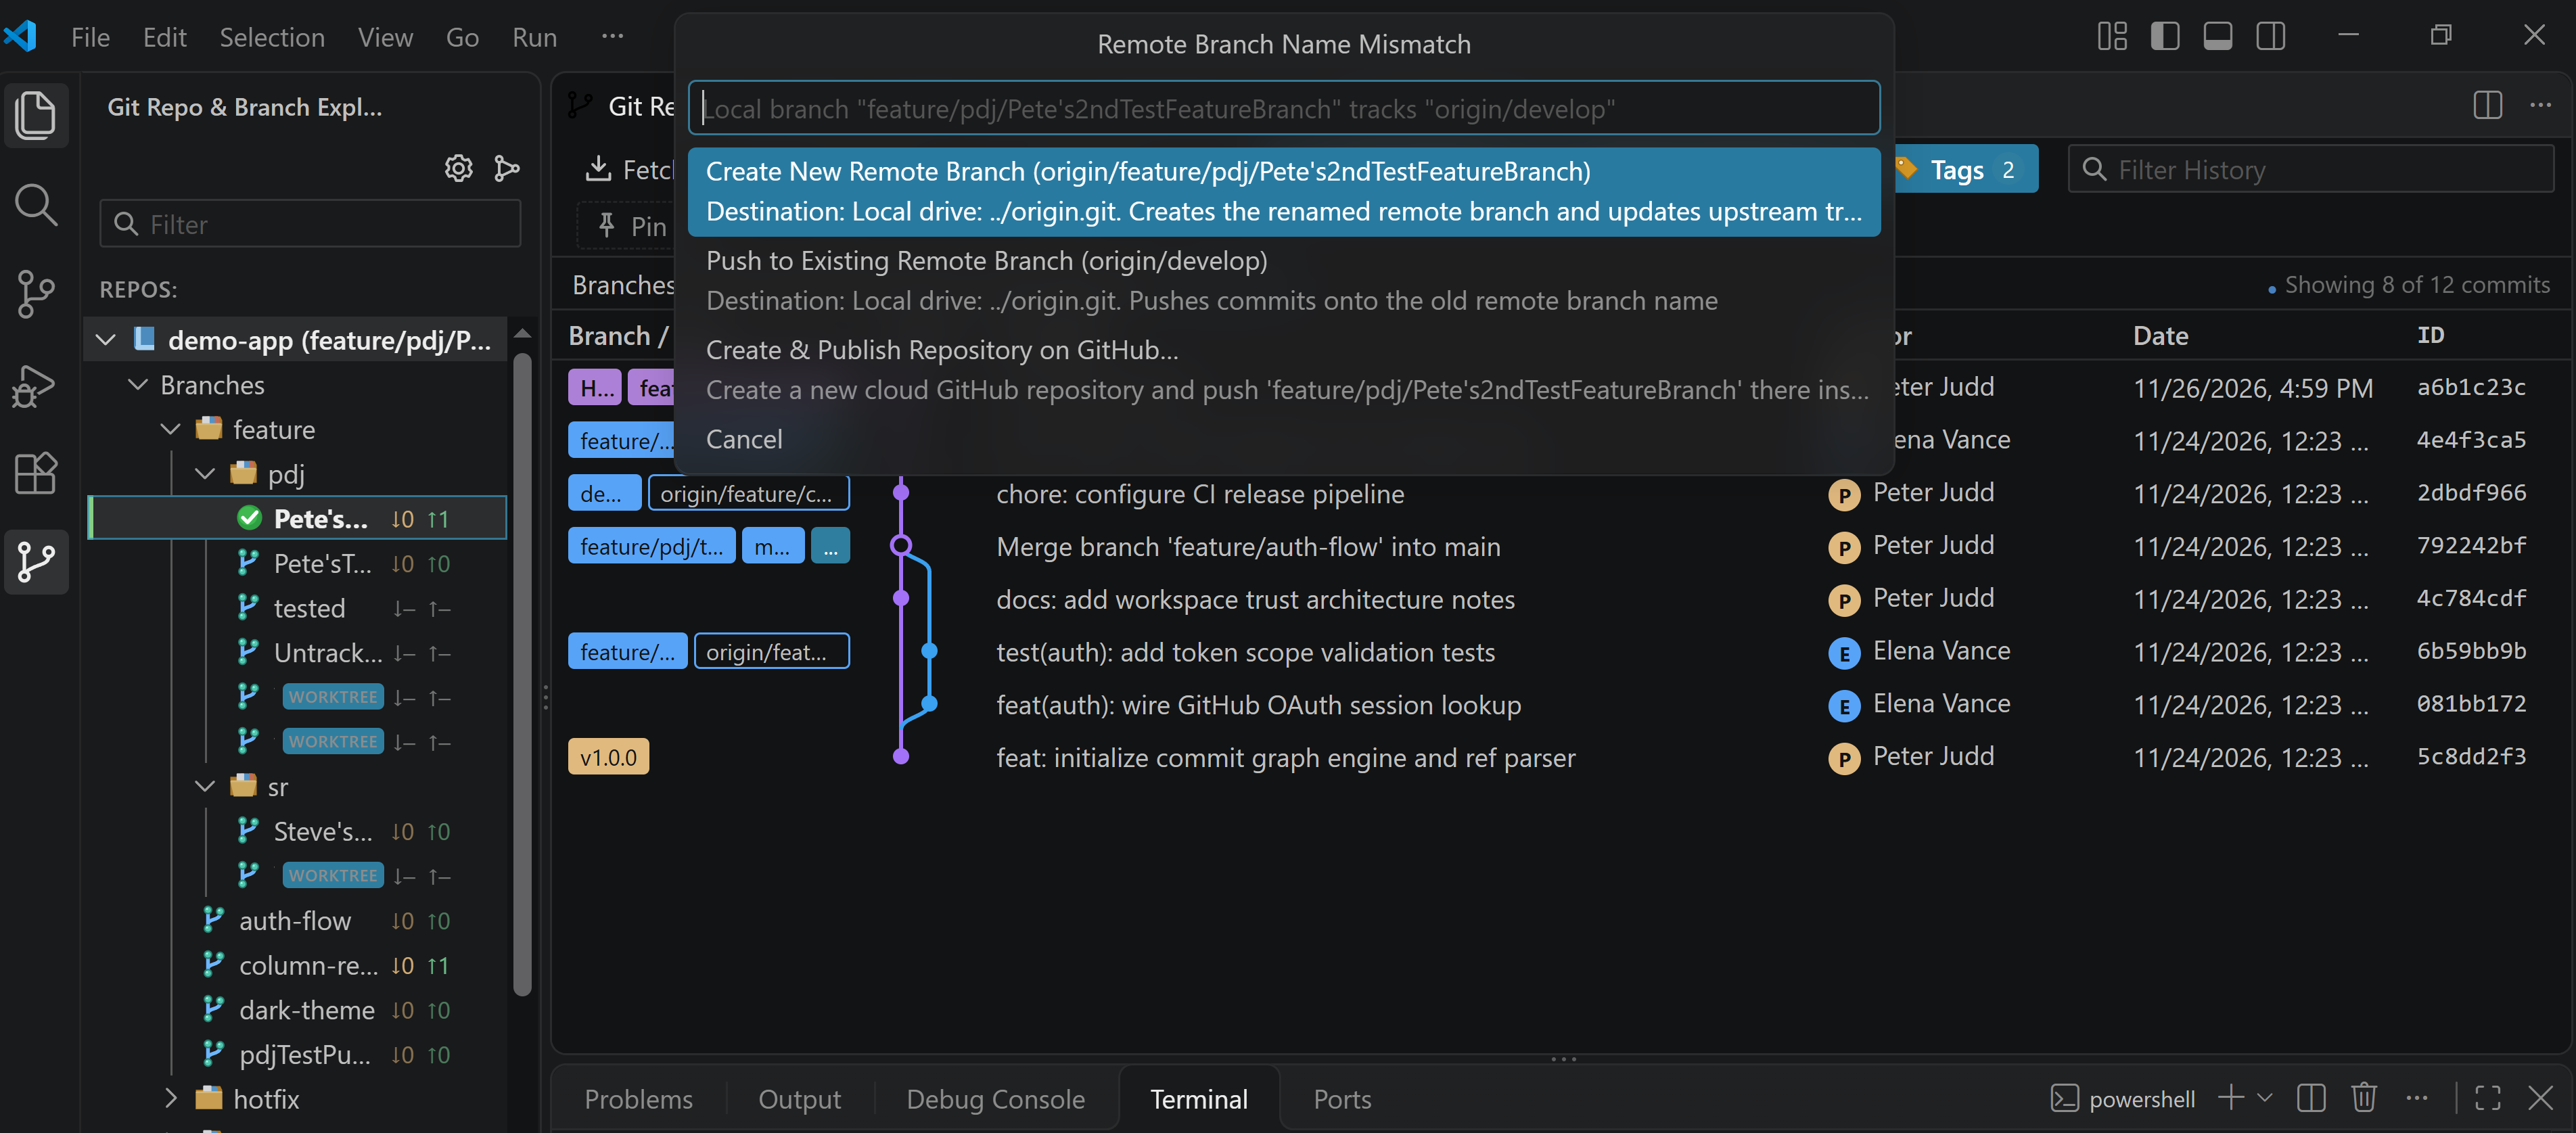 File Edit Selection View Go Run ...
Remote Branch Name Mismatch
Local branch "feature/pdj/Pete's2ndTestFeatureBranch" tracks "origin/develop"
Create New Remote Branch (origin/feature/pdj/Pete's2ndTestFeatureBranch)
Destination: Local drive: ../origin.git. Creates the renamed remote branch and updates upstream tr...
Push to Existing Remote Branch (origin/develop)
Destination: Local drive: ../origin.git. Pushes commits onto the old remote branch name
Create & Publish Repository on GitHub...
Create a new cloud GitHub repository and push 'feature/pdj/Pete's2ndTestFeatureBranch' there ins...
Cancel
Git Repo & Branch Expl...
Filter
REPOS:
demo-app (feature/pdj/P...
Branches
feature
pdj
Pete's... ↓0 ↑1
Pete'sT... ↓0 ↑0
tested ↓– ↑–
Untrack... ↓– ↑–
WORKTREE ↓– ↑–
WORKTREE ↓– ↑–
sr
Steve's... ↓0 ↑0
WORKTREE ↓– ↑–
auth-flow ↓0 ↑0
column-re... ↓0 ↑1
dark-theme ↓0 ↑0
pdjTestPu... ↓0 ↑0
hotfix
Git Re
Fetc
Tags 2
Filter History
Pin
Branches
Showing 8 of 12 commits
Branch / Date ID
H... feat Peter Judd 11/26/2026, 4:59 PM a6b1c23c
feature/... Elena Vance 11/24/2026, 12:23 ... 4e4f3ca5
de... origin/feature/c... chore: configure CI release pipeline P Peter Judd 11/24/2026, 12:23 ... 2dbdf966
feature/pdj/t... m... ... Merge branch 'feature/auth-flow' into main P Peter Judd 11/24/2026, 12:23 ... 792242bf
docs: add workspace trust architecture notes P Peter Judd 11/24/2026, 12:23 ... 4c784cdf
feature/... origin/feat... test(auth): add token scope validation tests E Elena Vance 11/24/2026, 12:23 ... 6b59bb9b
feat(auth): wire GitHub OAuth session lookup E Elena Vance 11/24/2026, 12:23 ... 081bb172
v1.0.0 feat: initialize commit graph engine and ref parser P Peter Judd 11/24/2026, 12:23 ... 5c8dd2f3
Problems Output Debug Console Terminal Ports powershell